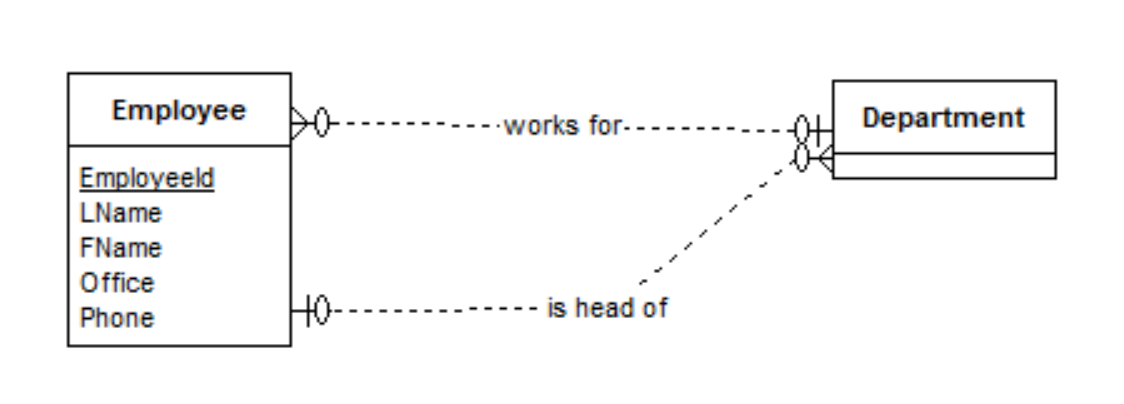 Employee
EmployeeId
LName
FName
Office
Phone
works for
is head of
Department